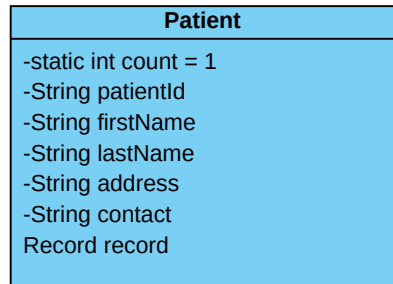 Patient
-static int count = 1
-String patientId
-String firstName
-String lastName
-String address
-String contact
Record record